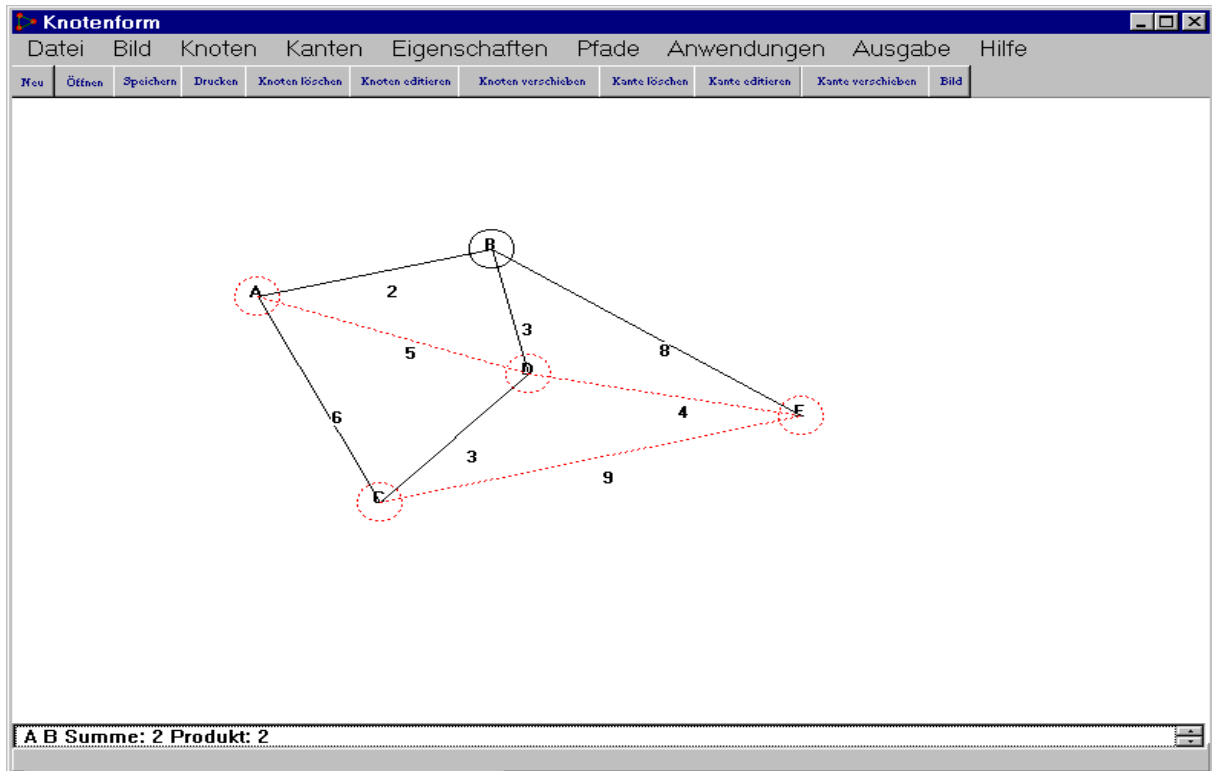 Knotenform
Datei Bild Knoten Kanten Eigenschaften Pfade Anwendungen Ausgabe Hilfe
Neu Öffnen Speichern Drucken Knoten löschen Knoten editieren Knoten verschieben Kante löschen Kante editieren Kante verschieben Bild
B
A
2
3
5
8
D
4
E
6
3
9
C
A B Summe: 2 Produkt: 2